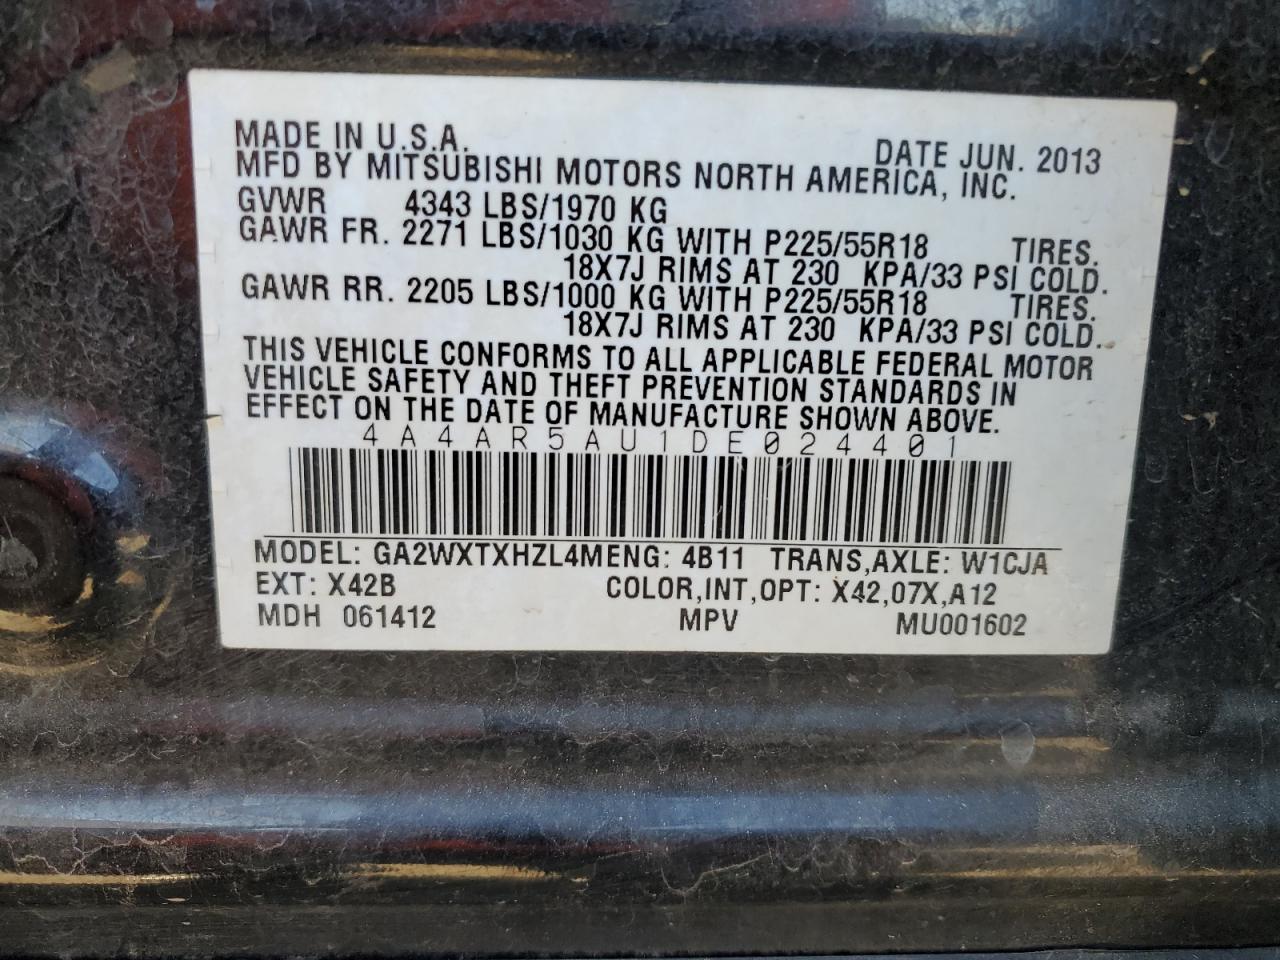 MADE IN U.S.A. DATE JUN. 2013
MFD BY MITSUBISHI MOTORS NORTH AMERICA, INC.
GVWR 4343 LBS/1970 KG
GAWR FR. 2271 LBS/1030 KG WITH P225/55R18 TIRES.
18X7J RIMS AT 230 KPA/33 PSI COLD.
GAWR RR. 2205 LBS/1000 KG WITH P225/55R18 TIRES.
18X7J RIMS AT 230 KPA/33 PSI COLD.
THIS VEHICLE CONFORMS TO ALL APPLICABLE FEDERAL MOTOR
VEHICLE SAFETY AND THEFT PREVENTION STANDARDS IN
EFFECT ON THE DATE OF MANUFACTURE SHOWN ABOVE.
4A4AR5AU1DE024401
MODEL: GA2WXTXHZL4MENG: 4B11 TRANS,AXLE: W1CJA
EXT: X42B COLOR,INT,OPT: X42,07X,A12
MDH 061412 MPV MU001602